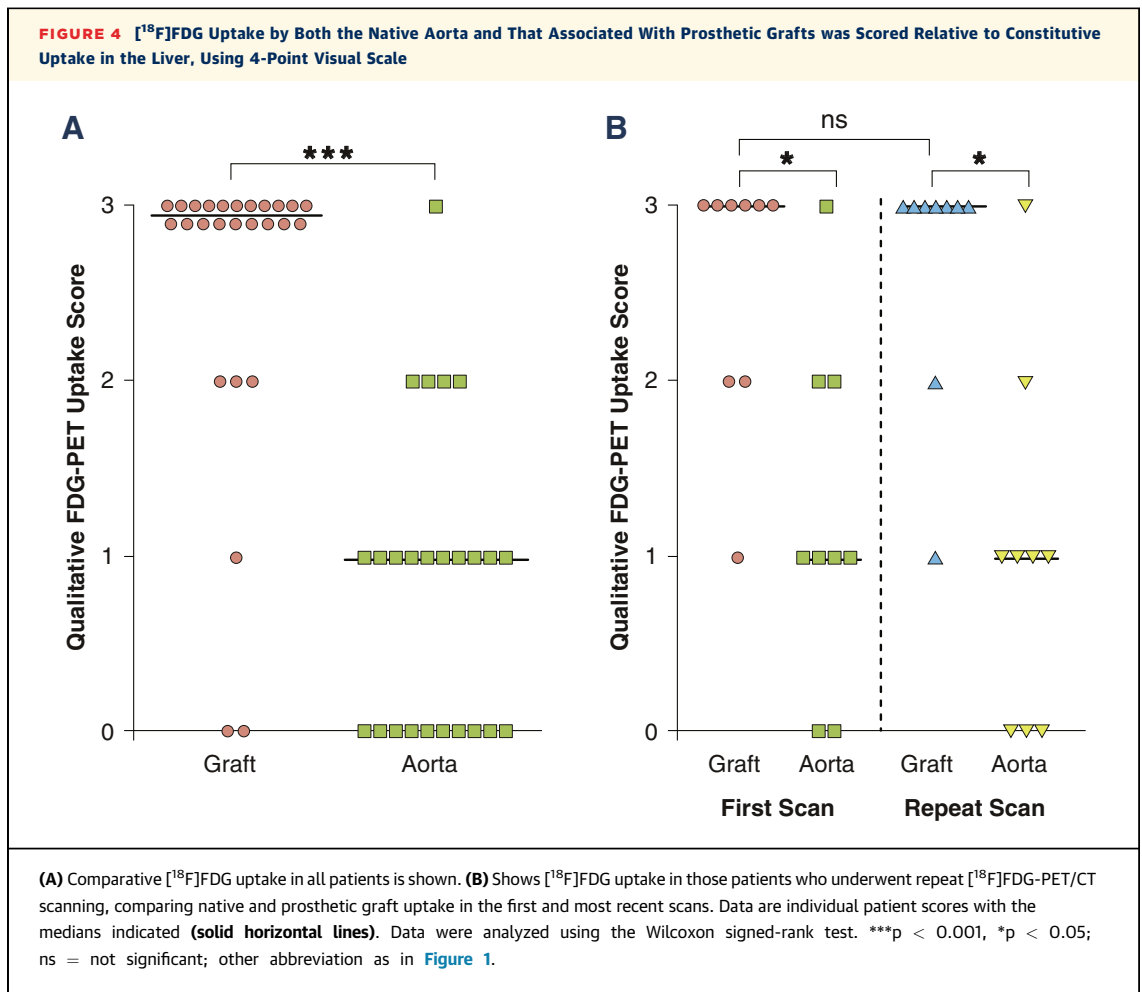 FIGURE 4 [18F]FDG Uptake by Both the Native Aorta and That Associated With Prosthetic Grafts was Scored Relative to Constitutive
Uptake in the Liver, Using 4-Point Visual Scale
A
***
Qualitative FDG-PET Uptake Score
3
2
1
0
Graft Aorta
B
ns
* *
Qualitative FDG-PET Uptake Score
3
2
1
0
Graft Aorta Graft Aorta
First Scan Repeat Scan
(A) Comparative [18F]FDG uptake in all patients is shown. (B) Shows [18F]FDG uptake in those patients who underwent repeat [18F]FDG-PET/CT
scanning, comparing native and prosthetic graft uptake in the first and most recent scans. Data are individual patient scores with the
medians indicated (solid horizontal lines). Data were analyzed using the Wilcoxon signed-rank test. ***p < 0.001, *p < 0.05;
ns = not significant; other abbreviation as in Figure 1.